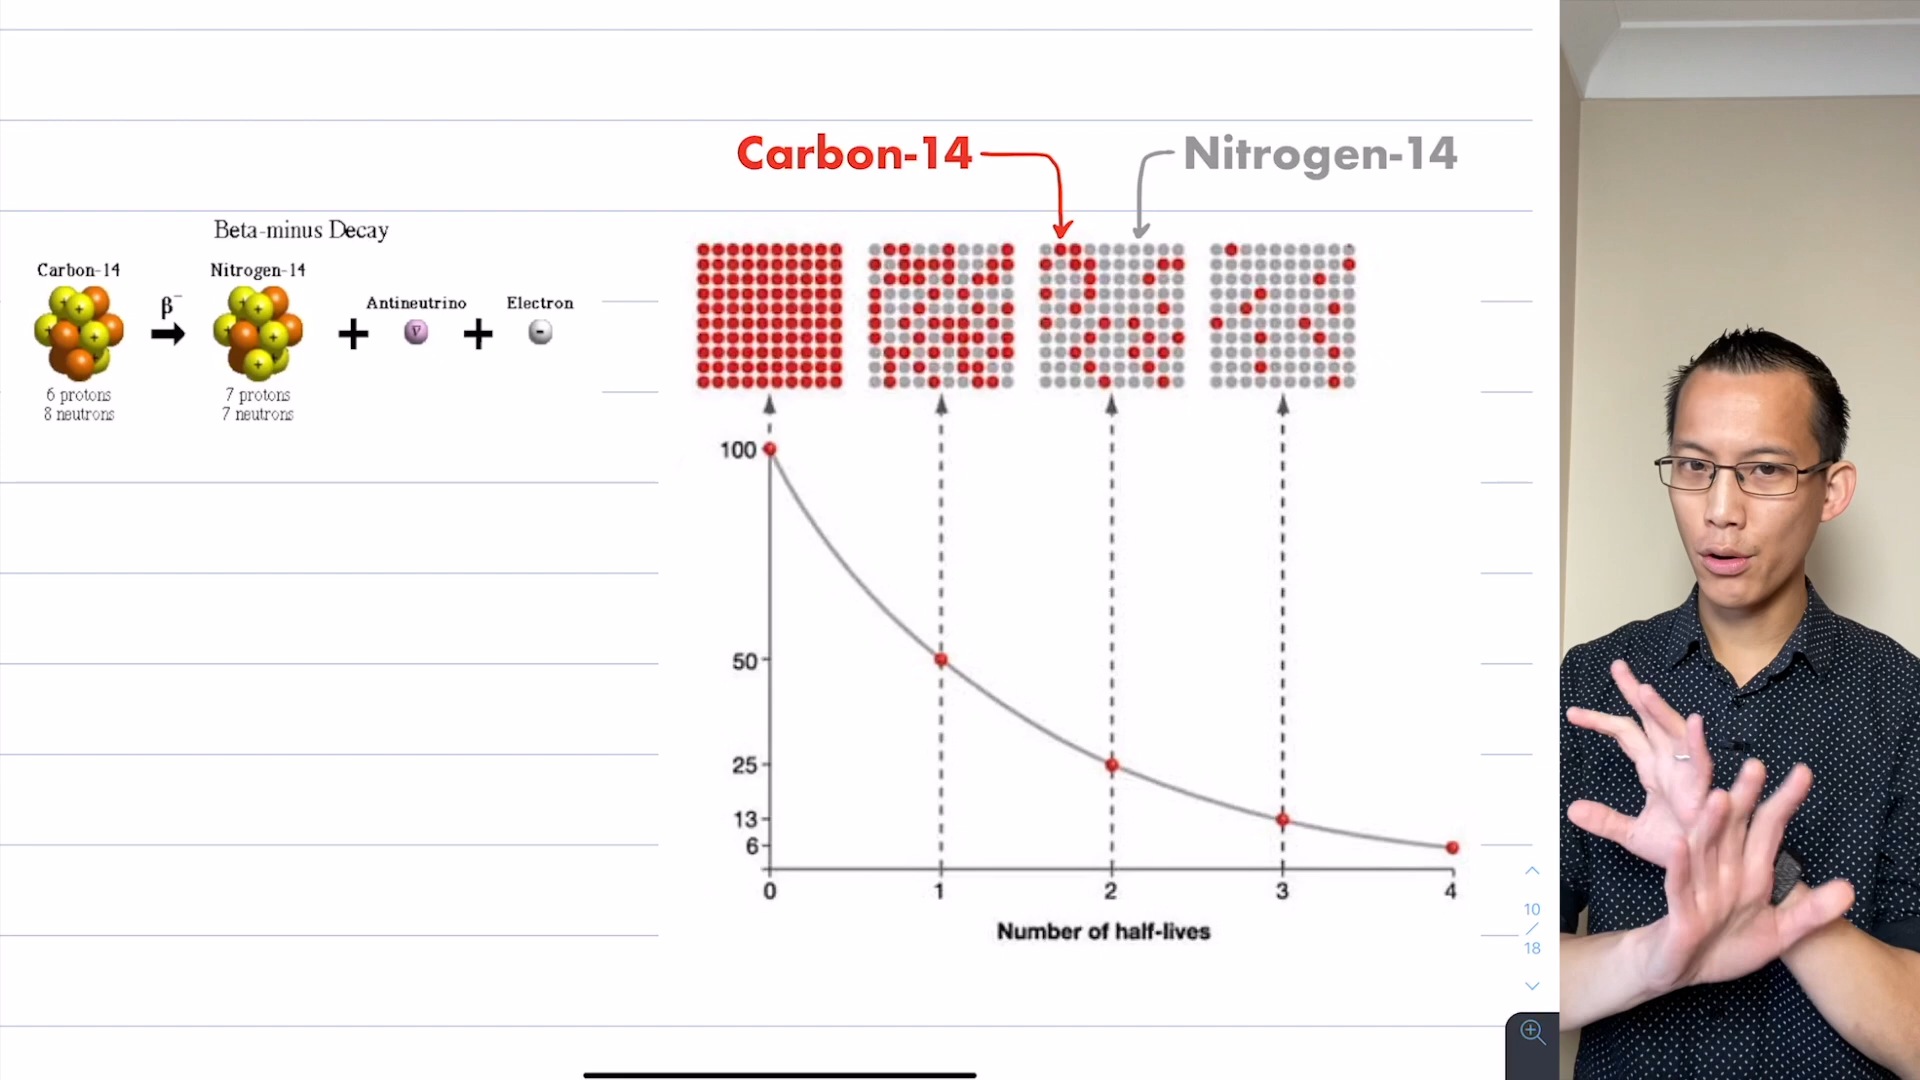 Carbon-14
Nitrogen-14
Beta-minus Decay
Carbon-14
Nitrogen-14
β⁻
Antineutrino
Electron
+
+
ν
-
6 protons
8 neutrons
7 protons
7 neutrons
100
50
25
13
6
0
1
2
3
4
Number of half-lives
10
/
18